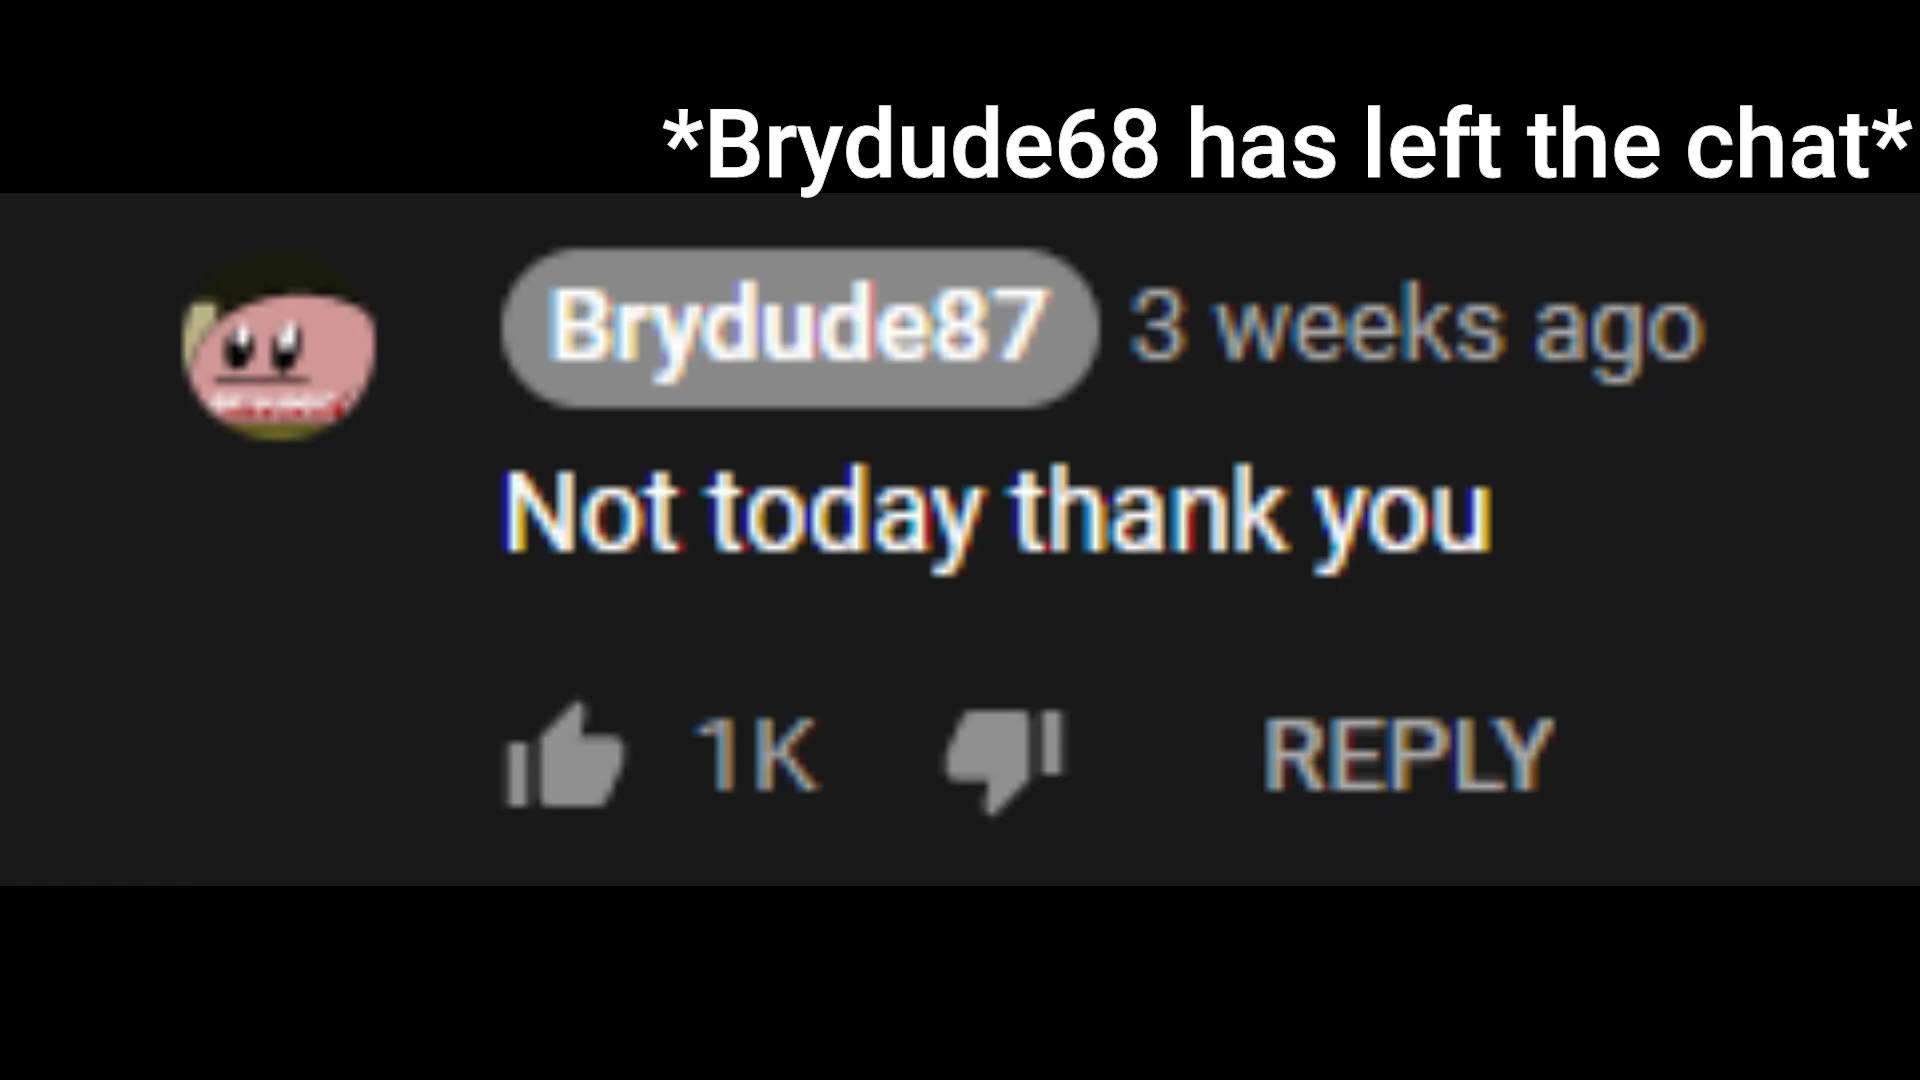 *Brydude68 has left the chat*
Brydude87 3 weeks ago
Not today thank you
1K REPLY